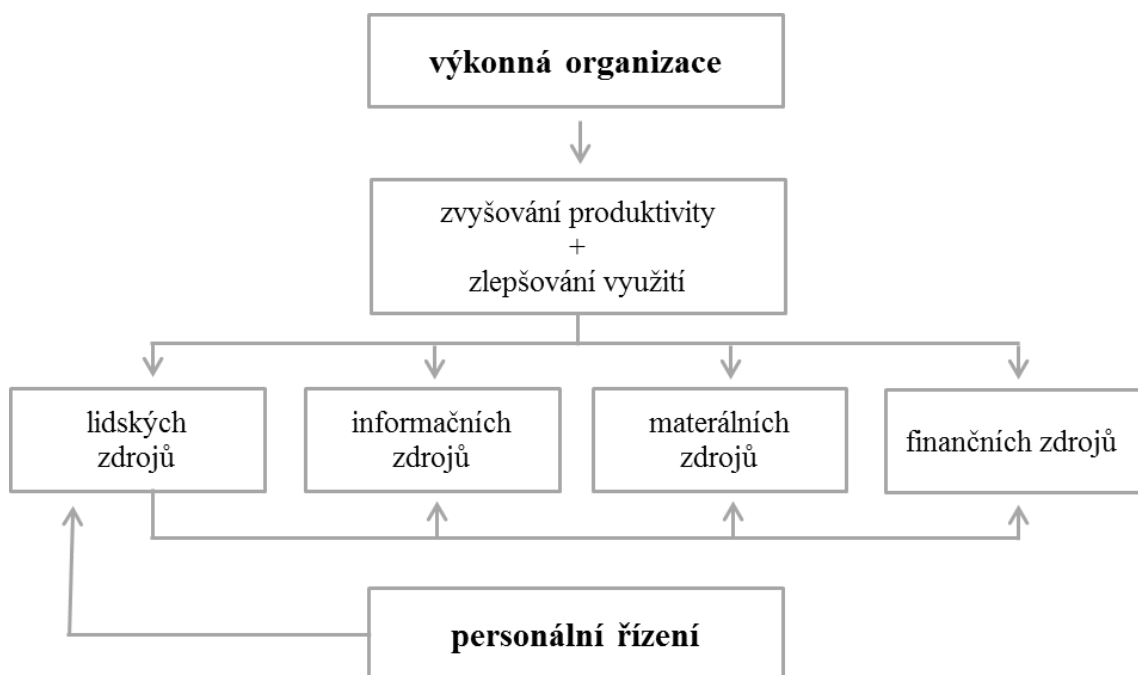 výkonná organizace
zvyšování produktivity
+
zlepšování využití
lidských
zdrojů
informačních
zdrojů
materálních
zdrojů
finančních zdrojů
personální řízení